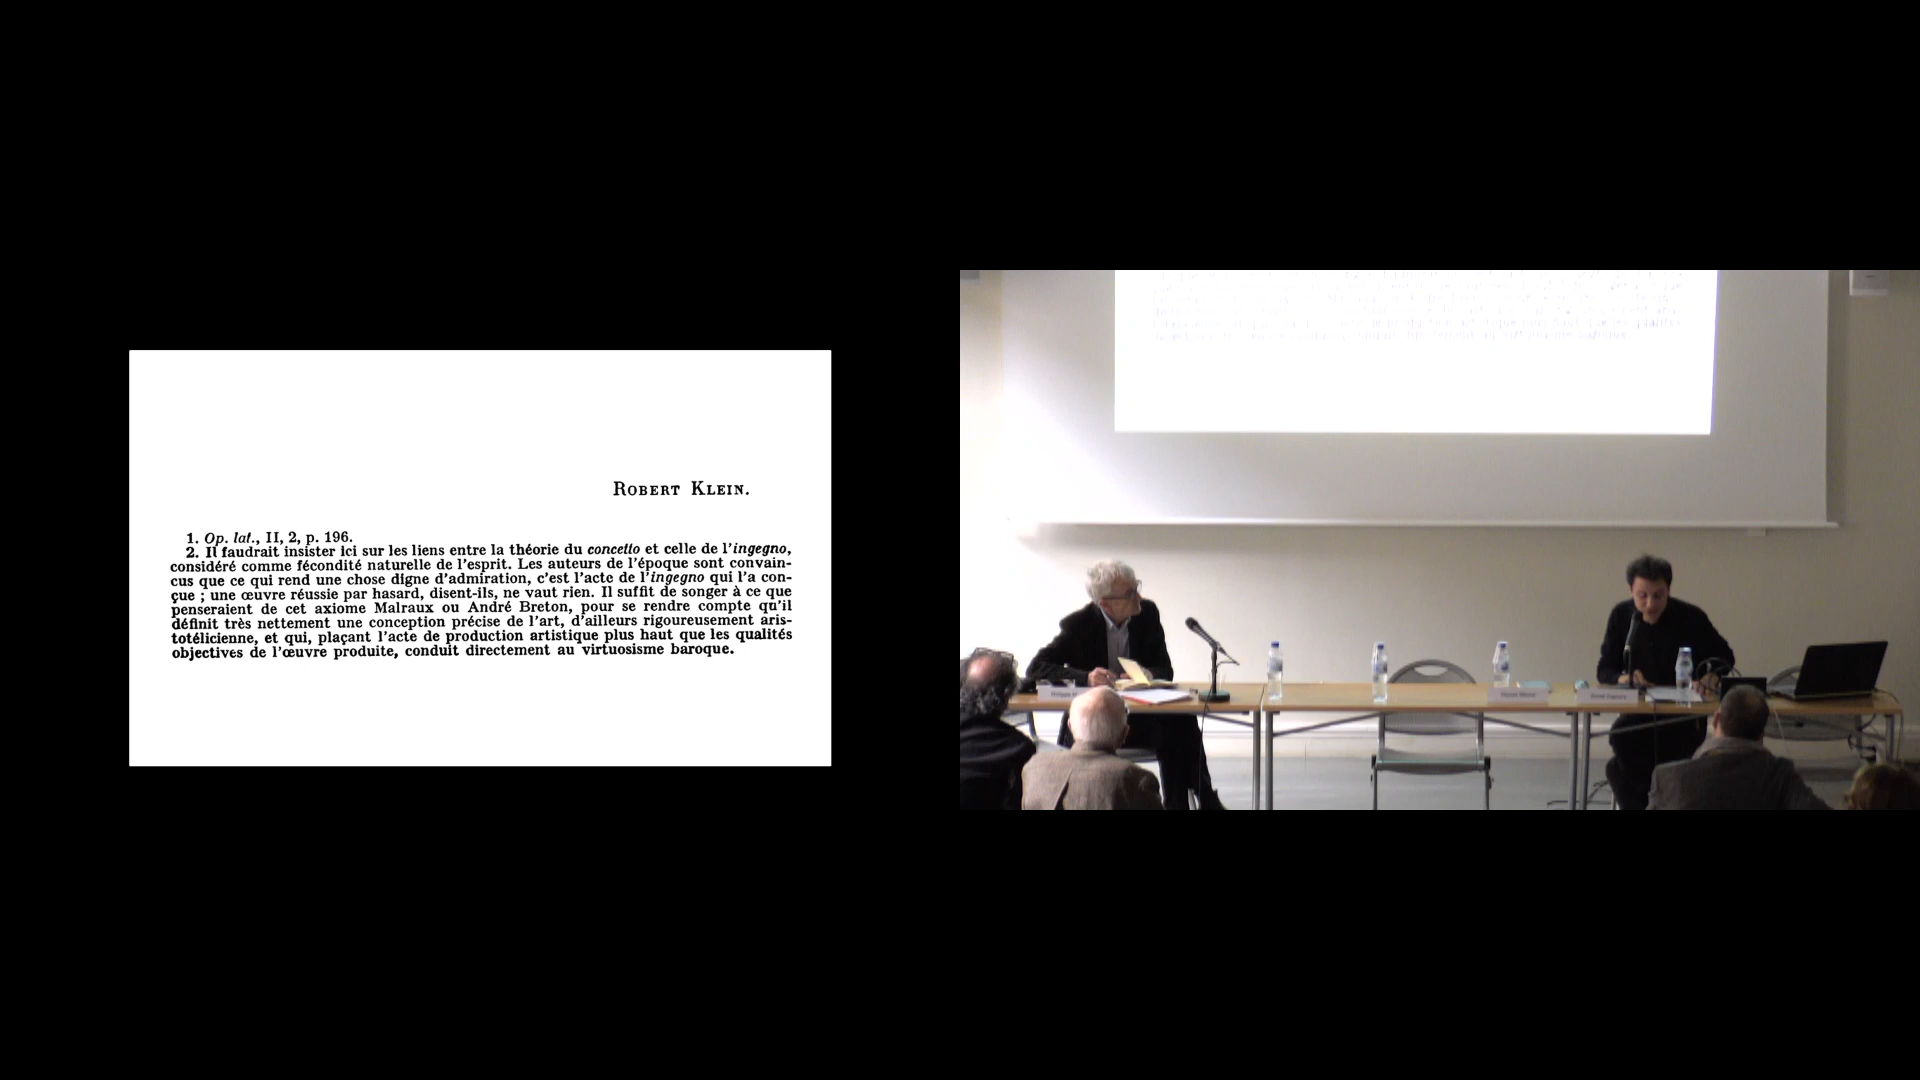 ROBERT KLEIN.
1. Op. lat., II, 2, p. 196.
2. Il faudrait insister ici sur les liens entre la théorie du concetto et celle de l'ingegno,
considéré comme fécondité naturelle de l'esprit. Les auteurs de l'époque sont convain-
cus que ce qui rend une chose digne d'admiration, c'est l'acte de l'ingegno qui l'a con-
çue ; une œuvre réussie par hasard, disent-ils, ne vaut rien. Il suffit de songer à ce que
penseraient de cet axiome Malraux ou André Breton, pour se rendre compte qu'il
définit très nettement une conception précise de l'art, d'ailleurs rigoureusement aris-
totélicienne, et qui, plaçant l'acte de production artistique plus haut que les qualités
objectives de l'œuvre produite, conduit directement au virtuosisme baroque.